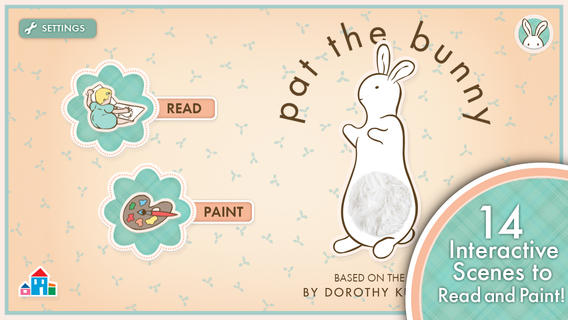 SETTINGS
pat the bunny
READ
PAINT
BASED ON THE
BY DOROTHY
14
Interactive
Scenes to
Read and Paint!